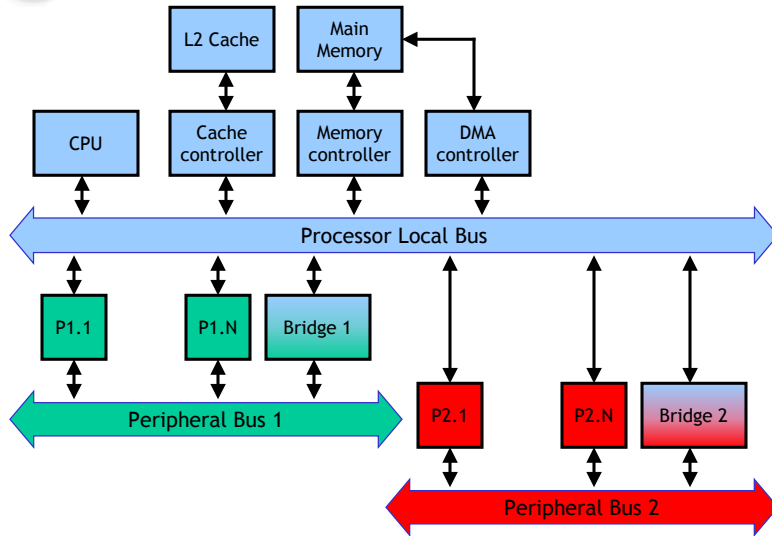 L2 Cache
Main
Memory
CPU
Cache
controller
Memory
controller
DMA
controller
Processor Local Bus
P1.1
P1.N
Bridge 1
Peripheral Bus 1
P2.1
P2.N
Bridge 2
Peripheral Bus 2